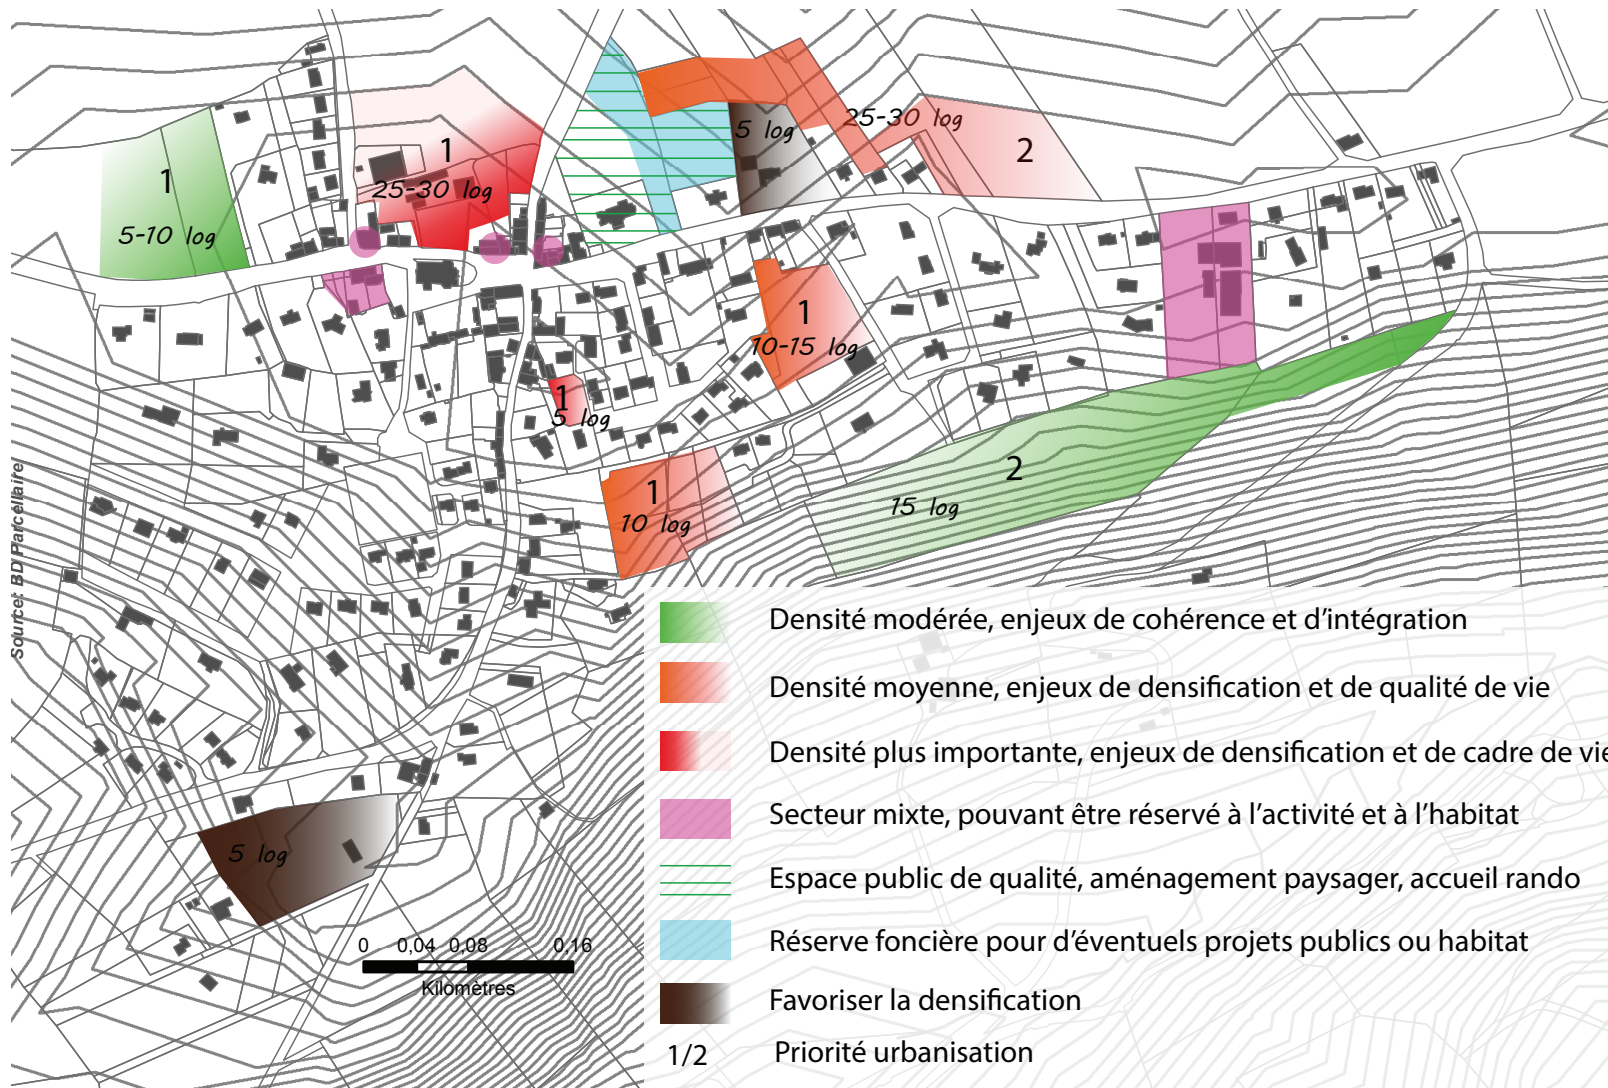 5 log
25-30 log
1
2
1
25-30 log
1
5-10 log
1
10-15 log
1
5 log
2
1
15 log
10 log
Source: BD Parcellaire
Densité modérée, enjeux de cohérence et d’intégration
Densité moyenne, enjeux de densification et de qualité de vie
Densité plus importante, enjeux de densification et de cadre de vie
Secteur mixte, pouvant être réservé à l’activité et à l’habitat
5 log
Espace public de qualité, aménagement paysager, accueil rando
0 0,04 0,08 0,16
Kilomètres
Réserve foncière pour d’éventuels projets publics ou habitat
Favoriser la densification
1/2 Priorité urbanisation